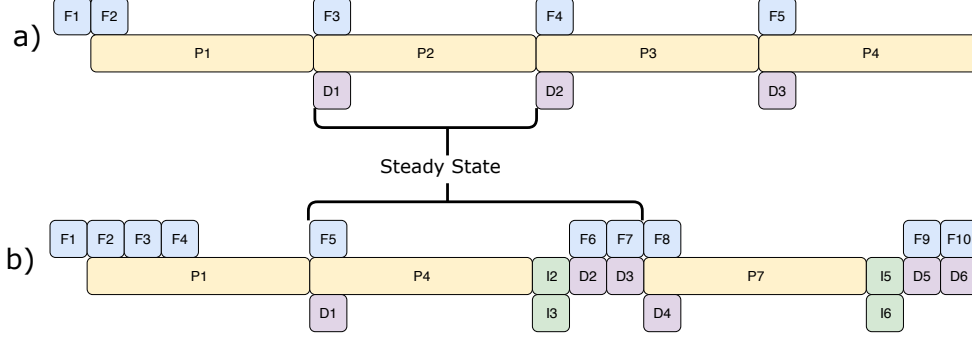 F1 F2 F3 F4 F5
a) P1 P2 P3 P4
D1 D2 D3
Steady State
F1 F2 F3 F4 F5 F6 F7 F8 F9 F10
b) P1 P4 I2 D2 D3 P7 I5 D5 D6
D1 I3 D4 I6